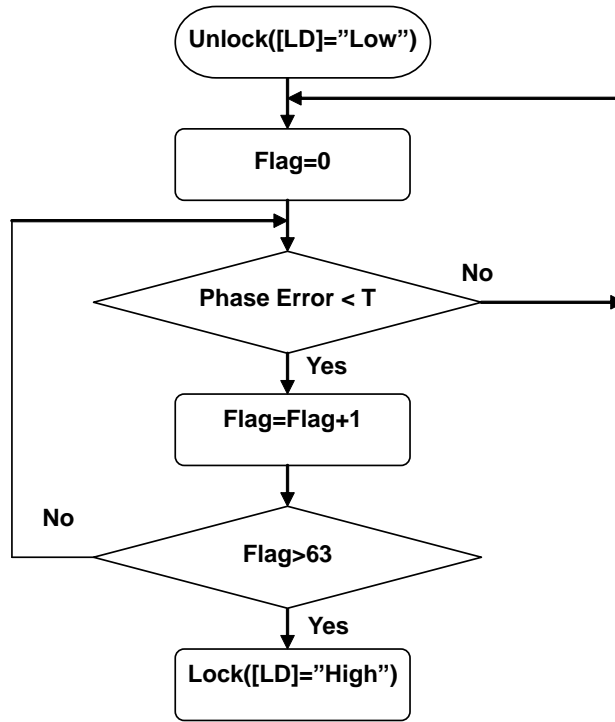 Unlock([LD]=”Low”)
Flag=0
Phase Error < T
No
Yes
Flag=Flag+1
No
Flag>63
Yes
Lock([LD]=”High”)